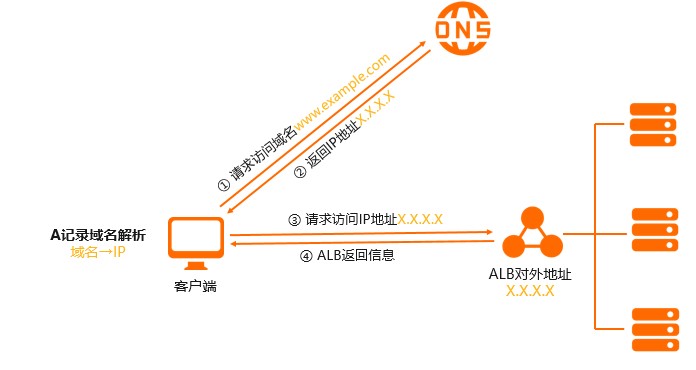 DNS
① 请求访问域名www.example.com
② 返回IP地址X.X.X.X
A记录域名解析
域名→IP
客户端
③ 请求访问IP地址X.X.X.X
④ ALB返回信息
ALB对外地址
X.X.X.X